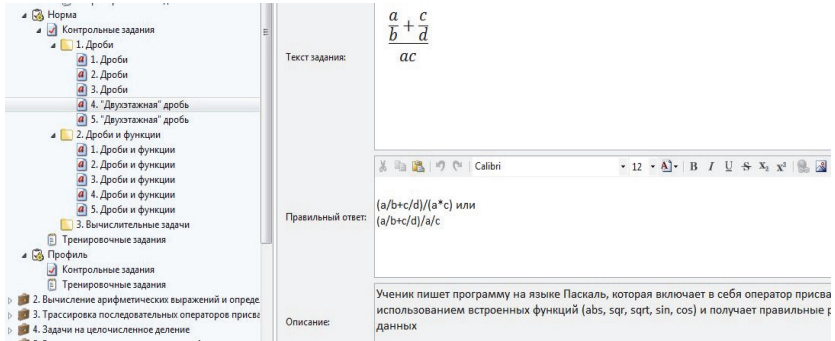 Норма
Контрольные задания
1. Дроби
1. Дроби
2. Дроби
3. Дроби
4. "Двухэтажная" дробь
5. "Двухэтажная" дробь
2. Дроби и функции
1. Дроби и функции
2. Дроби и функции
3. Дроби и функции
4. Дроби и функции
5. Дроби и функции
3. Вычислительные задачи
Тренировочные задания
Профиль
Контрольные задания
Тренировочные задания
2. Вычисление арифметических выражений и опреде
3. Трассировка последовательных операторов присва
4. Задачи на целочисленное деление
Текст задания:
a c
b + d
ac
Calibri 12 A B I U S X₂ x²
Правильный ответ:
(a/b+c/d)/(a*c) или
(a/b+c/d)/a/c
Описание:
Ученик пишет программу на языке Паскаль, которая включает в себя оператор присва
использованием встроенных функций (abs, sqr, sqrt, sin, cos) и получает правильные р
данных